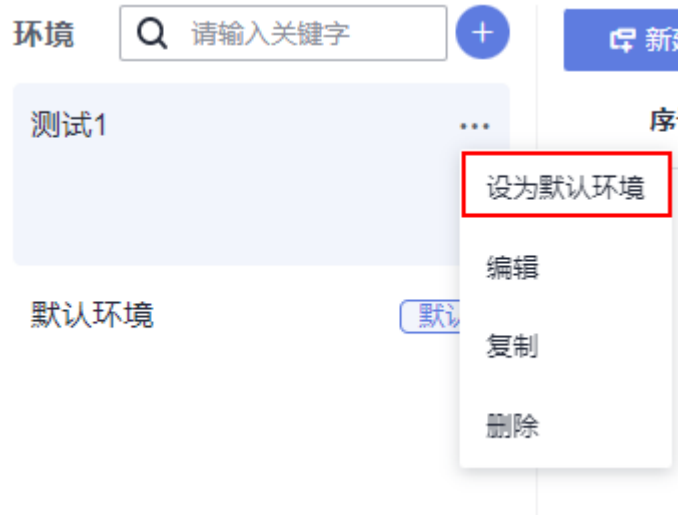 环境 请输入关键字 + 新
测试1 ...
序
设为默认环境
编辑
默认环境 默认
复制
删除